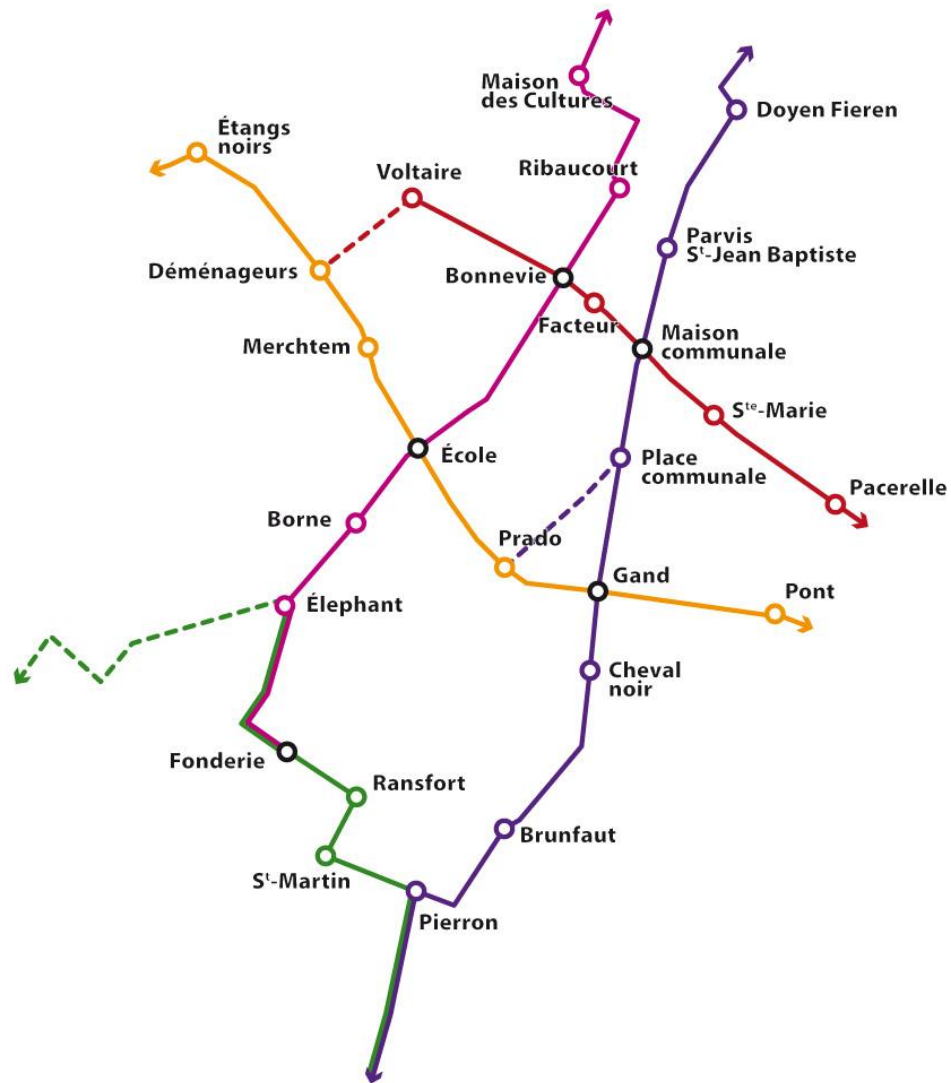 Maison
des Cultures
Doyen Fieren
Étangs
noirs
Voltaire
Ribaucourt
Parvis
Sᵗ-Jean Baptiste
Déménageurs
Bonnevie
Facteur
Merchtem
Maison
communale
Sᵗᵉ-Marie
École
Place
communale
Pacerelle
Borne
Prado
Gand
Pont
Élephant
Cheval
noir
Fonderie
Ransfort
Brunfaut
Sᵗ-Martin
Pierron